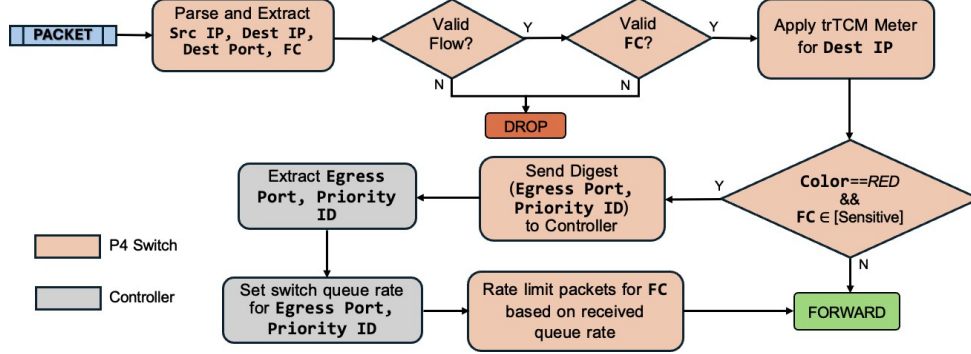 PACKET
Parse and Extract
Src IP, Dest IP,
Dest Port, FC
Valid
Flow?
Y
Valid
FC?
Y
Apply trTCM Meter
for Dest IP
N
N
DROP
Color==RED
&&
FC ∈ [Sensitive]
Y
N
Send Digest
(Egress Port,
Priority ID)
to Controller
Extract Egress
Port, Priority
ID
P4 Switch
Controller
Set switch queue rate
for Egress Port,
Priority ID
Rate limit packets for FC
based on received
queue rate
FORWARD